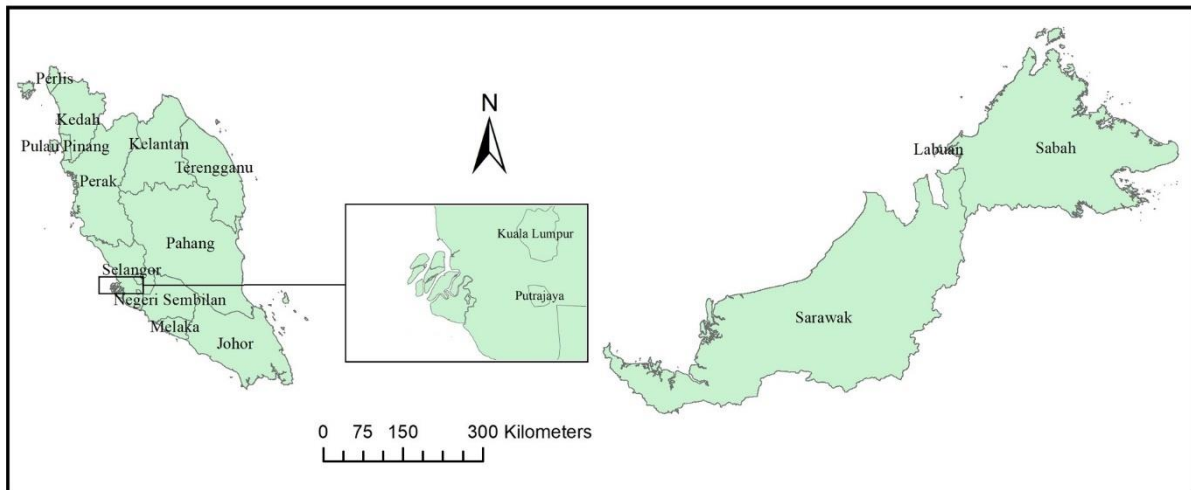 Perlis
Kedah
Pulau Pinang
Kelantan
Terengganu
Perak
Pahang
Selangor
Negeri Sembilan
Melaka
Johor
N
Kuala Lumpur
Putrajaya
0 75 150 300 Kilometers
Labuan
Sabah
Sarawak